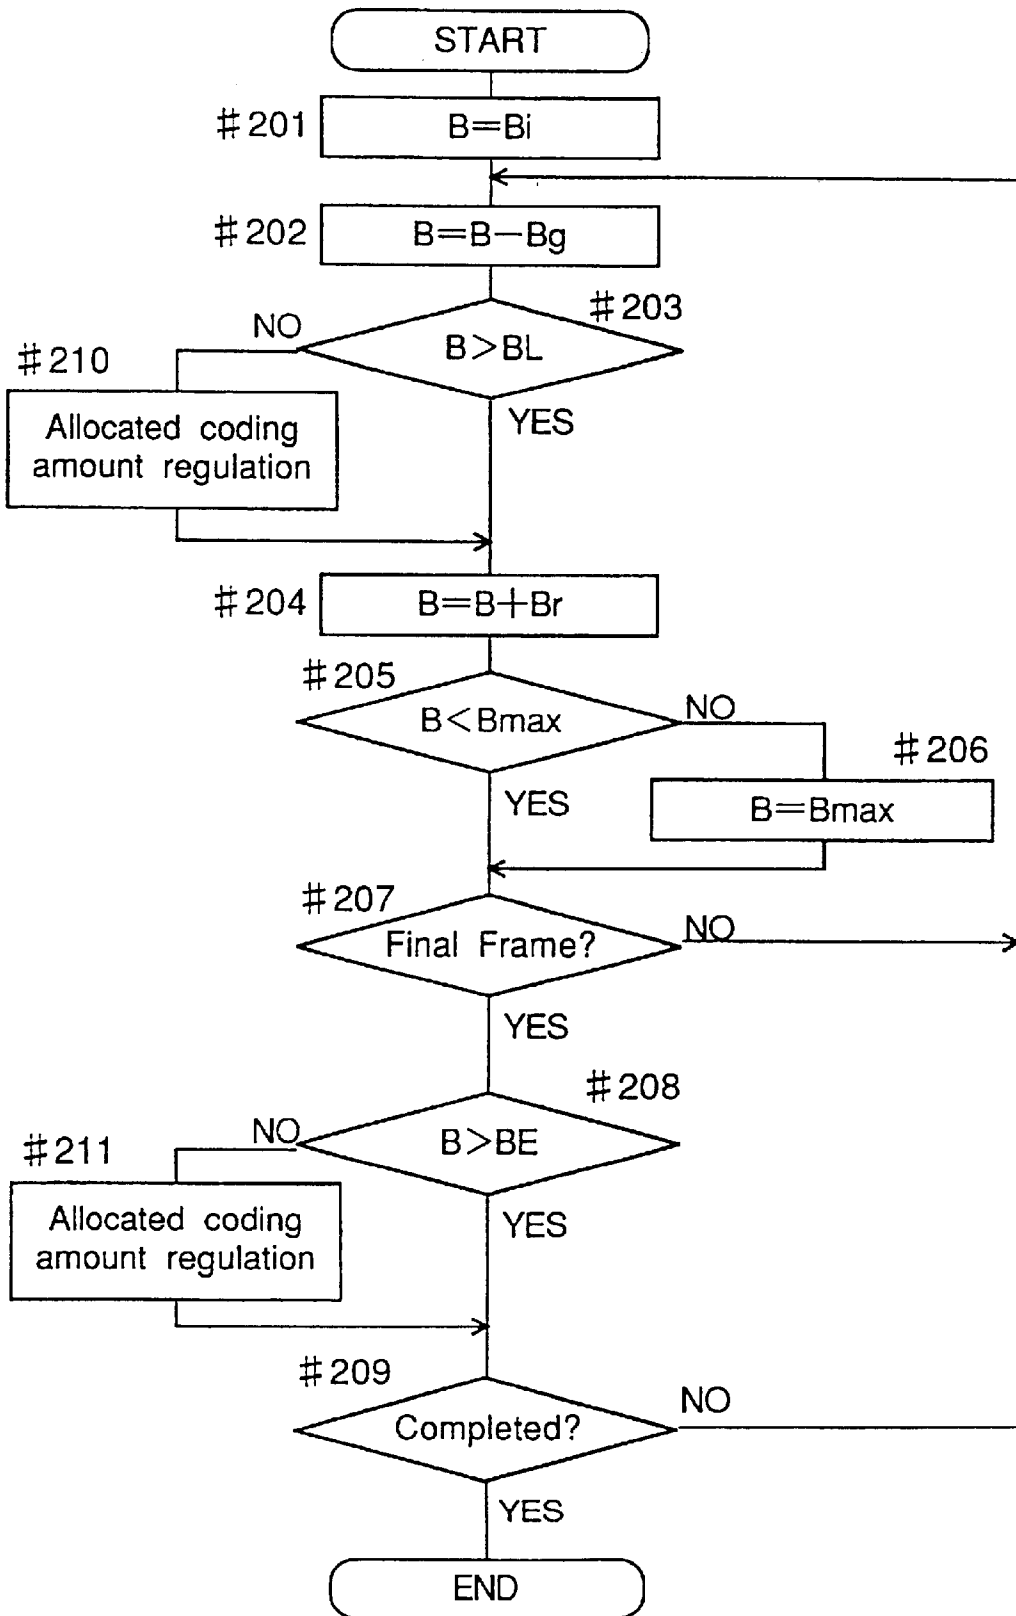 START
#201
B=Bi
#202
B=B−Bg
#203
NO
B>BL
#210
YES
Allocated coding
amount regulation
#204
B=B+Br
#205
B<Bmax
NO
#206
YES
B=Bmax
#207
Final Frame?
NO
YES
#208
NO
B>BE
#211
YES
Allocated coding
amount regulation
#209
NO
Completed?
YES
END